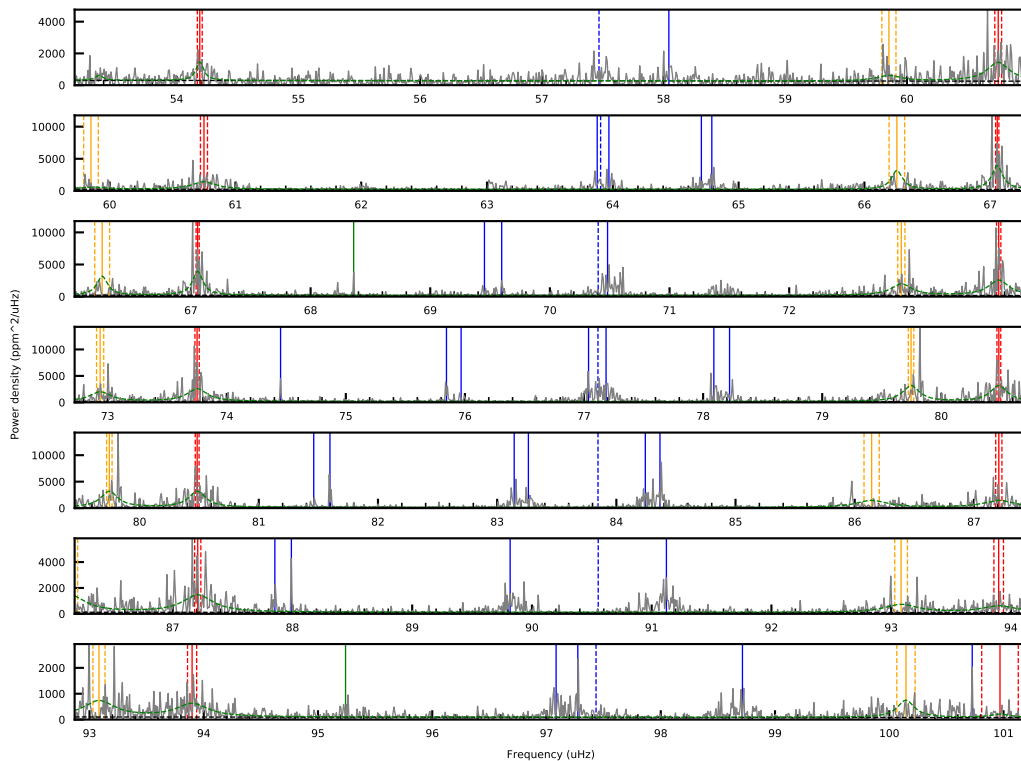 4000
2000
0
54 55 56 57 58 59 60
10000
5000
0
60 61 62 63 64 65 66 67
10000
5000
0
67 68 69 70 71 72 73
10000
5000
0
73 74 75 76 77 78 79 80
Power density (ppm^2/uHz)
10000
5000
0
80 81 82 83 84 85 86 87
4000
2000
0
87 88 89 90 91 92 93 94
2000
0
93 94 95 96 97 98 99 100 101
Frequency (uHz)